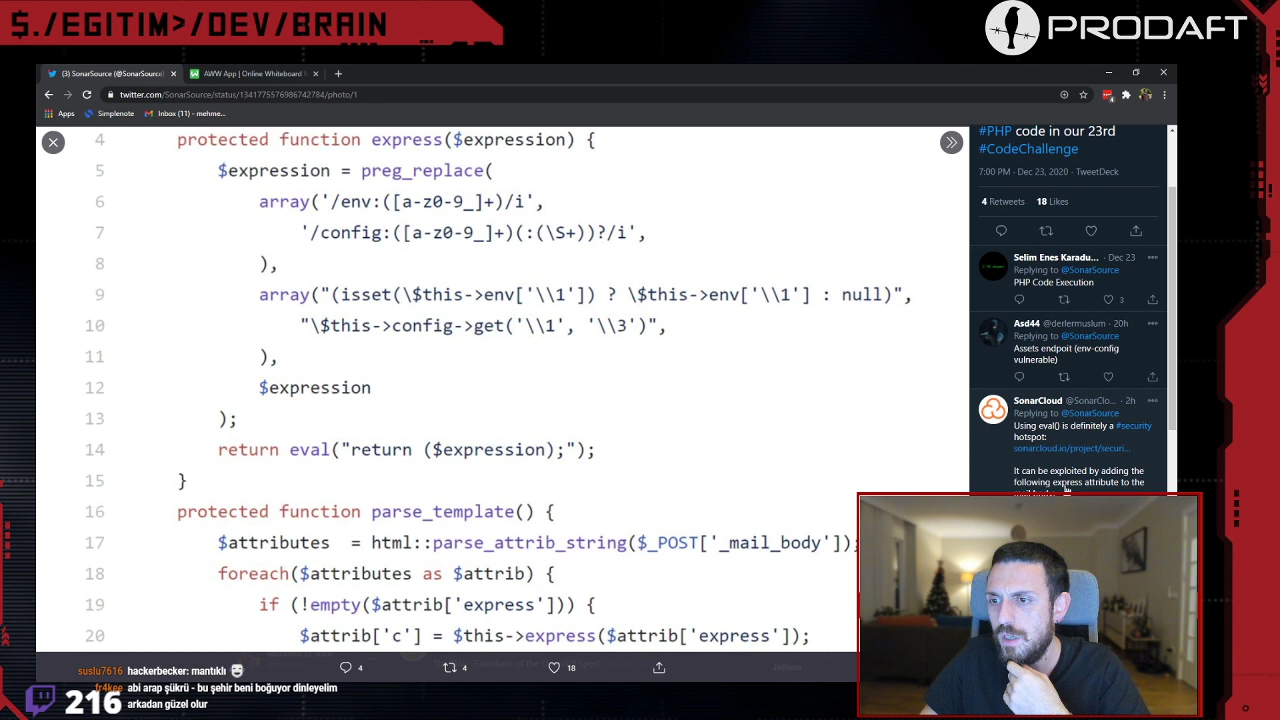 $./EGITIM>/DEV/BRAIN
PRODAFT
(3) SonarSource (@SonarSource)
AWW App | Online Whiteboard
twitter.com/SonarSource/status/1341775576986742784/photo/1
Apps
Simplenote
Inbox (11) - mehme...
4 protected function express($expression) {
5 $expression = preg_replace(
6 array('/env:([a-z0-9_]+)/i',
7 '/config:([a-z0-9_]+)(:(\S+))?/i',
8 ),
9 array("(isset(\$this->env['\\1']) ? \$this->env['\\1'] : null)",
10 "\$this->config->get('\\1', '\\3')",
11 ),
12 $expression
13 );
14 return eval("return ($expression);");
15 }
16 protected function parse_template() {
17 $attributes = html::parse_attrib_string($_POST['_mail_body']);
18 foreach($attributes as $attrib) {
19 if (!empty($attrib['express'])) {
20 $attrib['c'] = $this->express($attrib['express']);
4
4
18
#PHP code in our 23rd
#CodeChallenge
7:00 PM · Dec 23, 2020 · TweetDeck
4 Retweets 18 Likes
Selim Enes Karadu... · Dec 23
Replying to @SonarSource
PHP Code Execution
3
Asd44 @derlermuslum · 20h
Replying to @SonarSource
Assets endpoit (env-config
vulnerable)
SonarCloud @SonarClo... · 2h
Replying to @SonarSource
Using eval() is definitely a #security
hotspot:
sonarcloud.io/project/securi...
It can be exploited by adding the
following express attribute to the
suslu7616 hackerbecker: mantıklı
fr4kee abi arap şükrü - bu şehir beni boğuyor dinleyelim
arkadan güzel olur
216